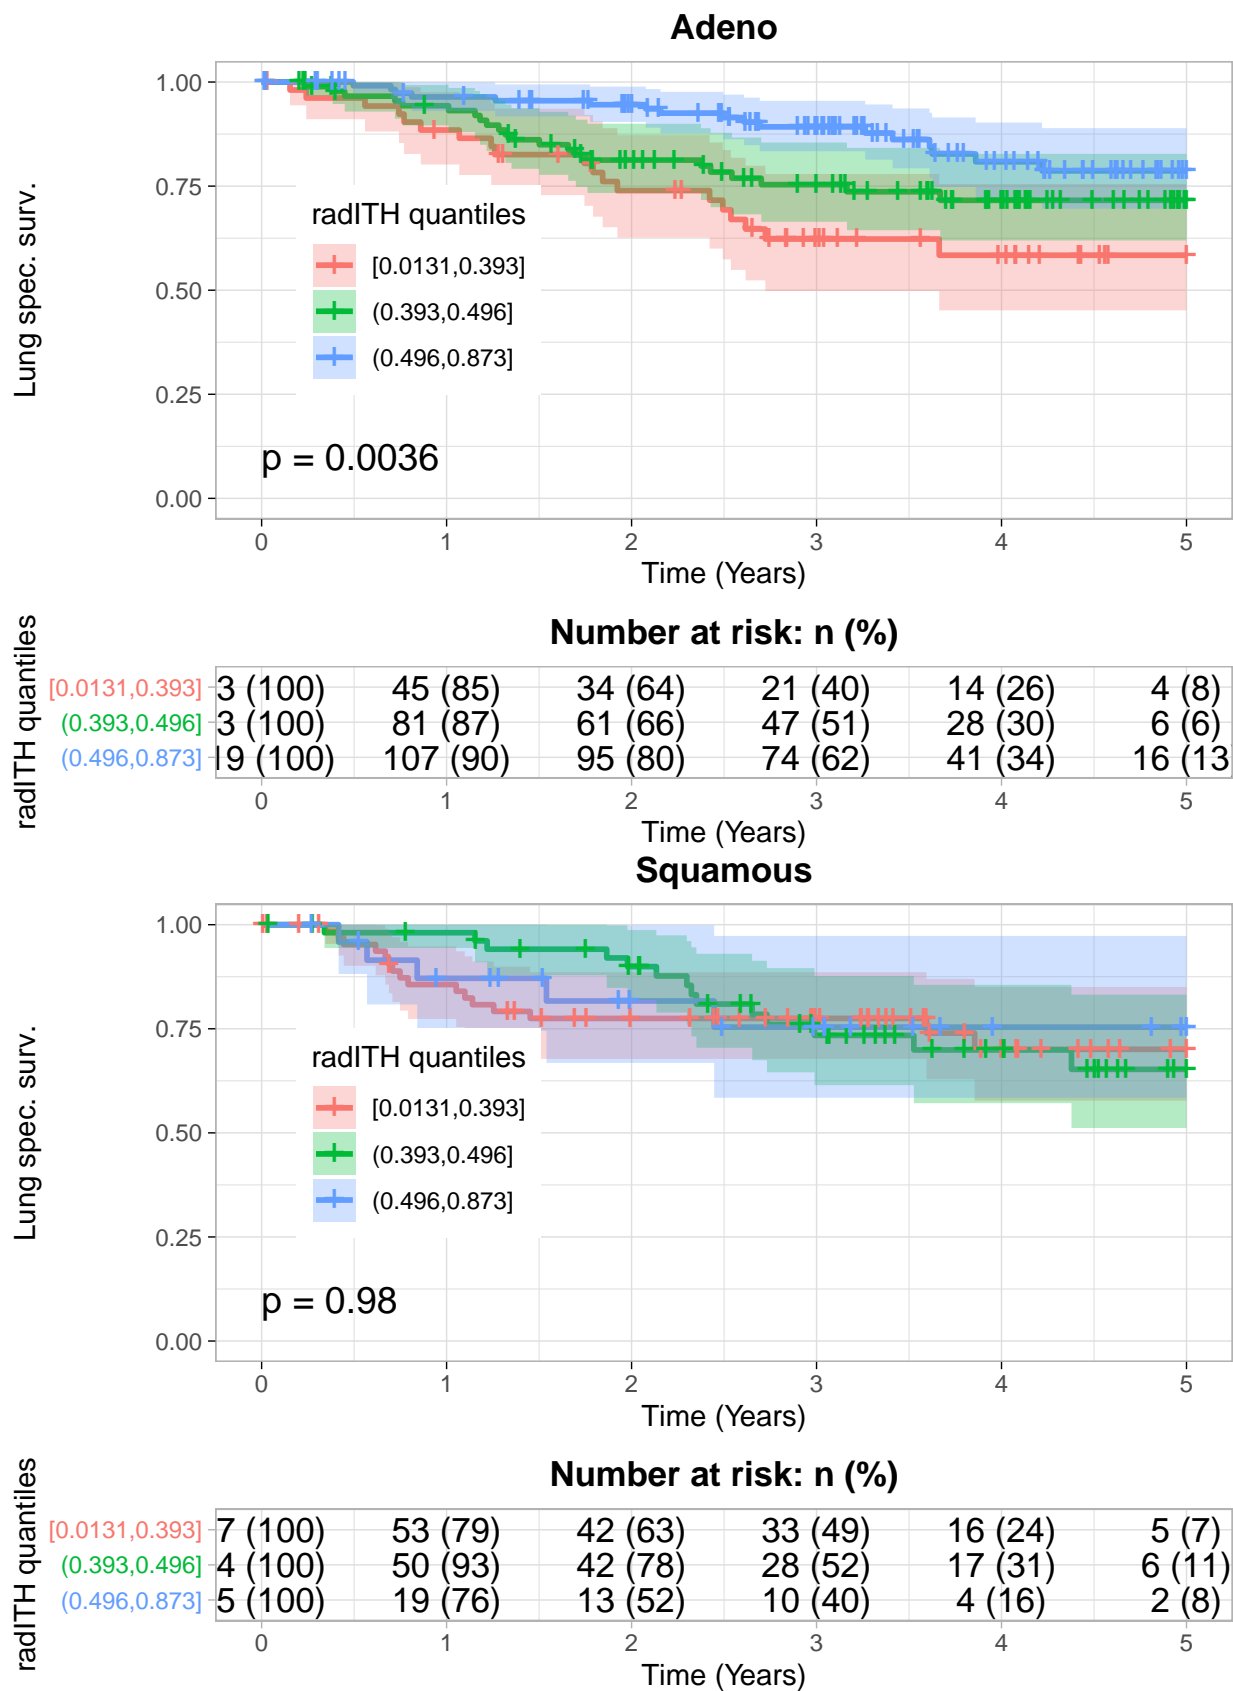 Adeno
Lung spec. surv.
1.00
0.75
0.50
0.25
0.00
radITH quantiles
[0.0131,0.393]
(0.393,0.496]
(0.496,0.873]
p = 0.0036
0 1 2 3 4 5
Time (Years)
Number at risk: n (%)
radITH quantiles
[0.0131,0.393] 3 (100) 45 (85) 34 (64) 21 (40) 14 (26) 4 (8)
(0.393,0.496] 3 (100) 81 (87) 61 (66) 47 (51) 28 (30) 6 (6)
(0.496,0.873] 19 (100) 107 (90) 95 (80) 74 (62) 41 (34) 16 (13
0 1 2 3 4 5
Time (Years)
Squamous
Lung spec. surv.
1.00
0.75
0.50
0.25
0.00
radITH quantiles
[0.0131,0.393]
(0.393,0.496]
(0.496,0.873]
p = 0.98
0 1 2 3 4 5
Time (Years)
Number at risk: n (%)
radITH quantiles
[0.0131,0.393] 7 (100) 53 (79) 42 (63) 33 (49) 16 (24) 5 (7)
(0.393,0.496] 4 (100) 50 (93) 42 (78) 28 (52) 17 (31) 6 (11)
(0.496,0.873] 5 (100) 19 (76) 13 (52) 10 (40) 4 (16) 2 (8)
0 1 2 3 4 5
Time (Years)